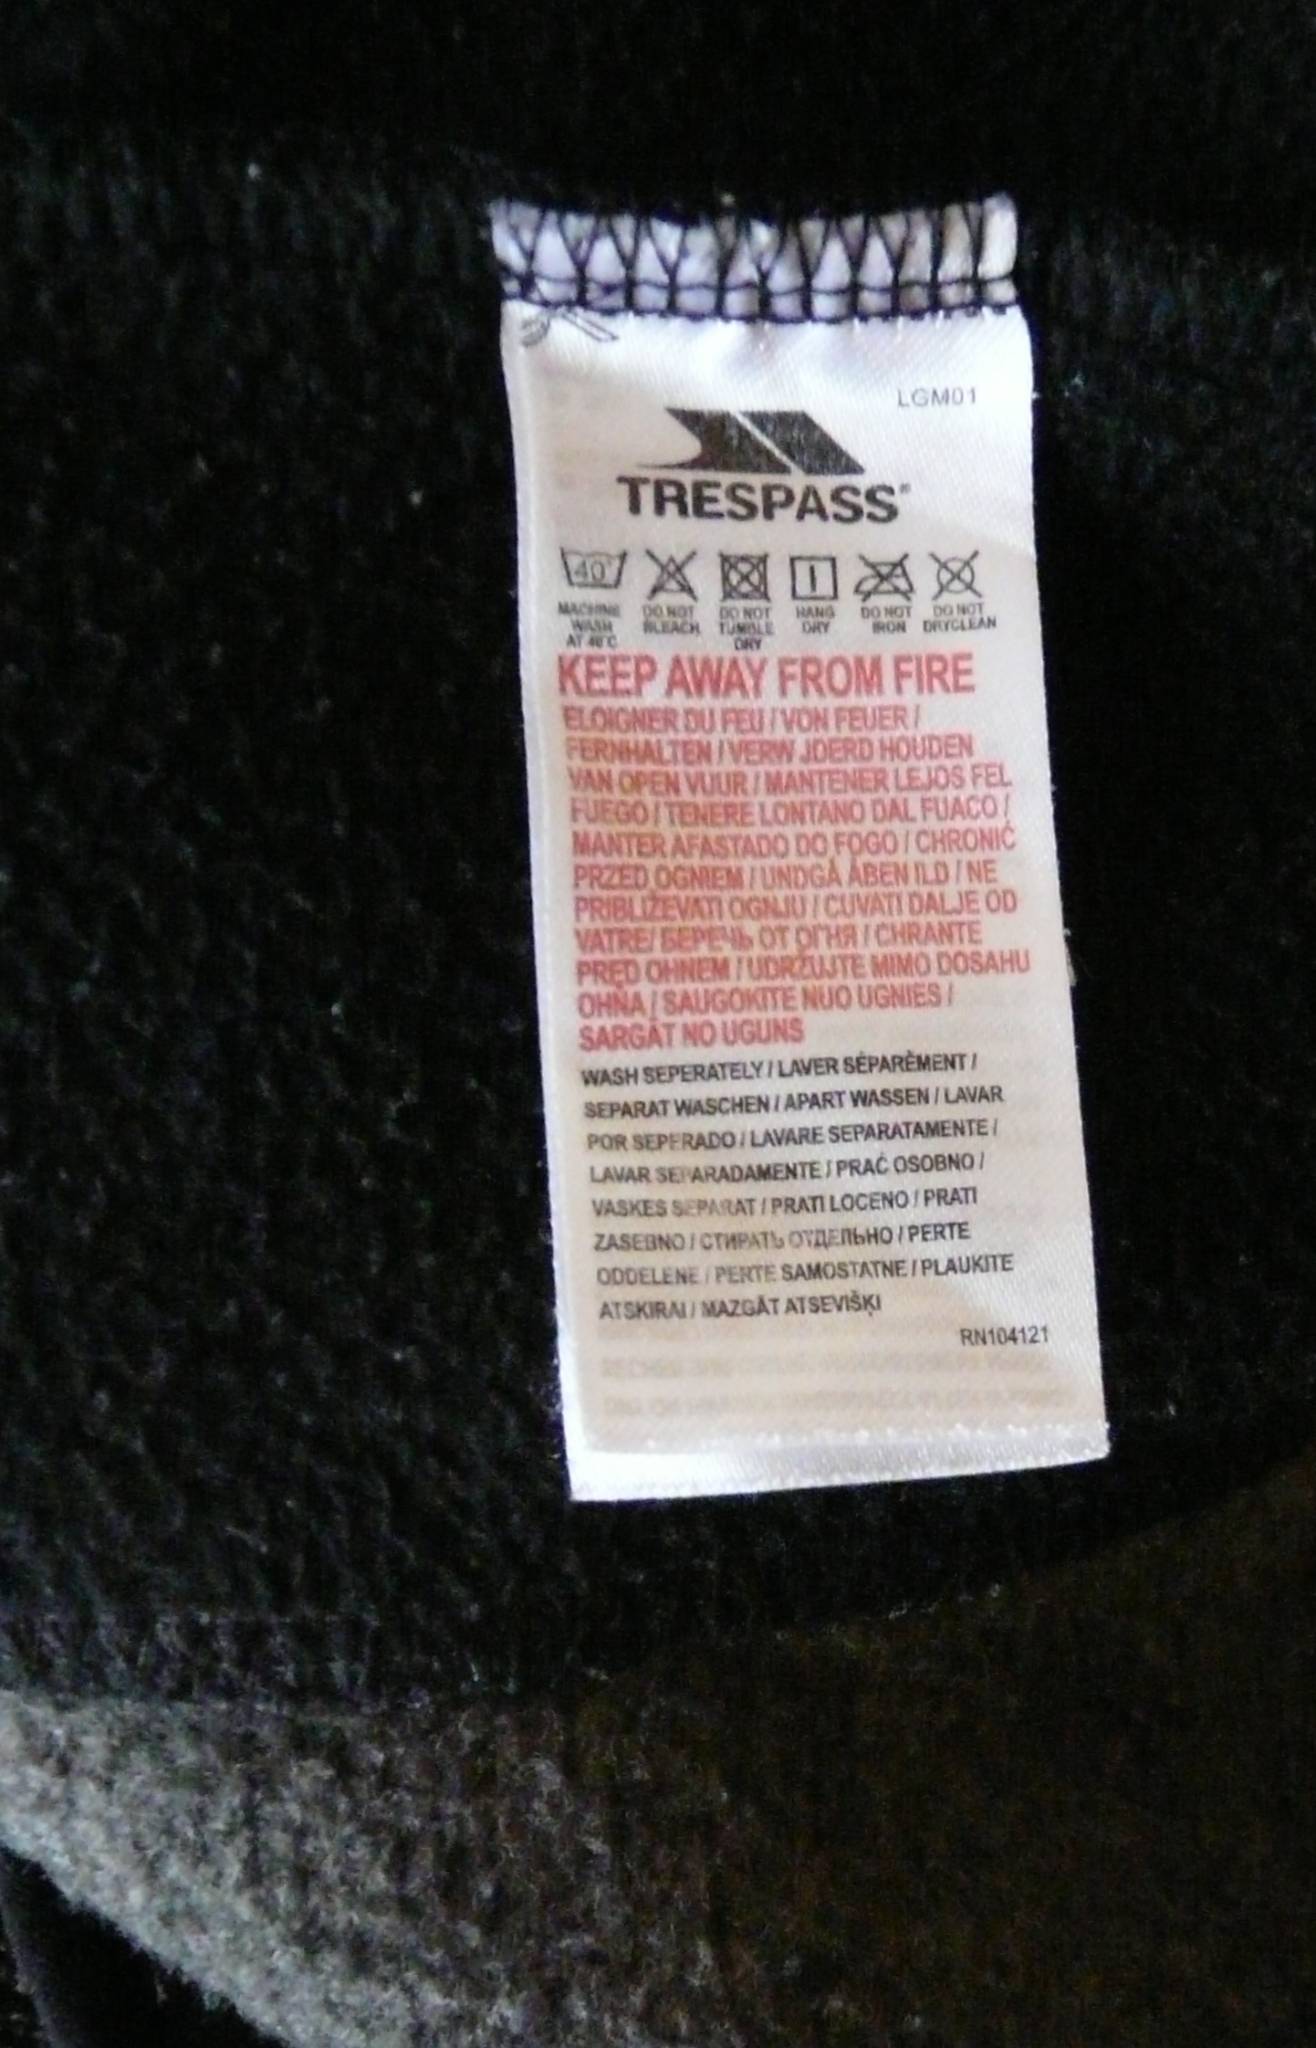 LGM01
TRESPASS®
40°
MACHINE WASH AT 40°C
DO NOT BLEACH
DO NOT TUMBLE DRY
HANG DRY
DO NOT IRON
DO NOT DRYCLEAN
KEEP AWAY FROM FIRE
ELOIGNER DU FEU / VON FEUER /
FERNHALTEN / VERW JDERD HOUDEN
VAN OPEN VUUR / MANTENER LEJOS FEL
FUEGO / TENERE LONTANO DAL FUACO /
MANTER AFASTADO DO FOGO / CHRONIĆ
PRZED OGNIEM / UNDGÅ ÅBEN ILD / NE
PRIBLIŽEVATI OGNJU / CUVATI DALJE OD
VATRE/ БЕРЕЧЬ ОТ ОГНЯ / CHRANTE
PRED OHNEM / UDRŽUJTE MIMO DOSAHU
OHŇA / SAUGOKITE NUO UGNIES /
SARGĀT NO UGUNS
WASH SEPERATELY / LAVER SÉPARÉMENT /
SEPARAT WASCHEN / APART WASSEN / LAVAR
POR SEPERADO / LAVARE SEPARATAMENTE /
LAVAR SEPARADAMENTE / PRAĆ OSOBNO /
VASKES SEPARAT / PRATI LOCENO / PRATI
ZASEBNO / СТИРАТЬ ОТДЕЛЬНО / PERTE
ODDELENE / PERTE SAMOSTATNE / PLAUKITE
ATSKIRAI / MAZGĀT ATSEVIŠĶI
RN104121